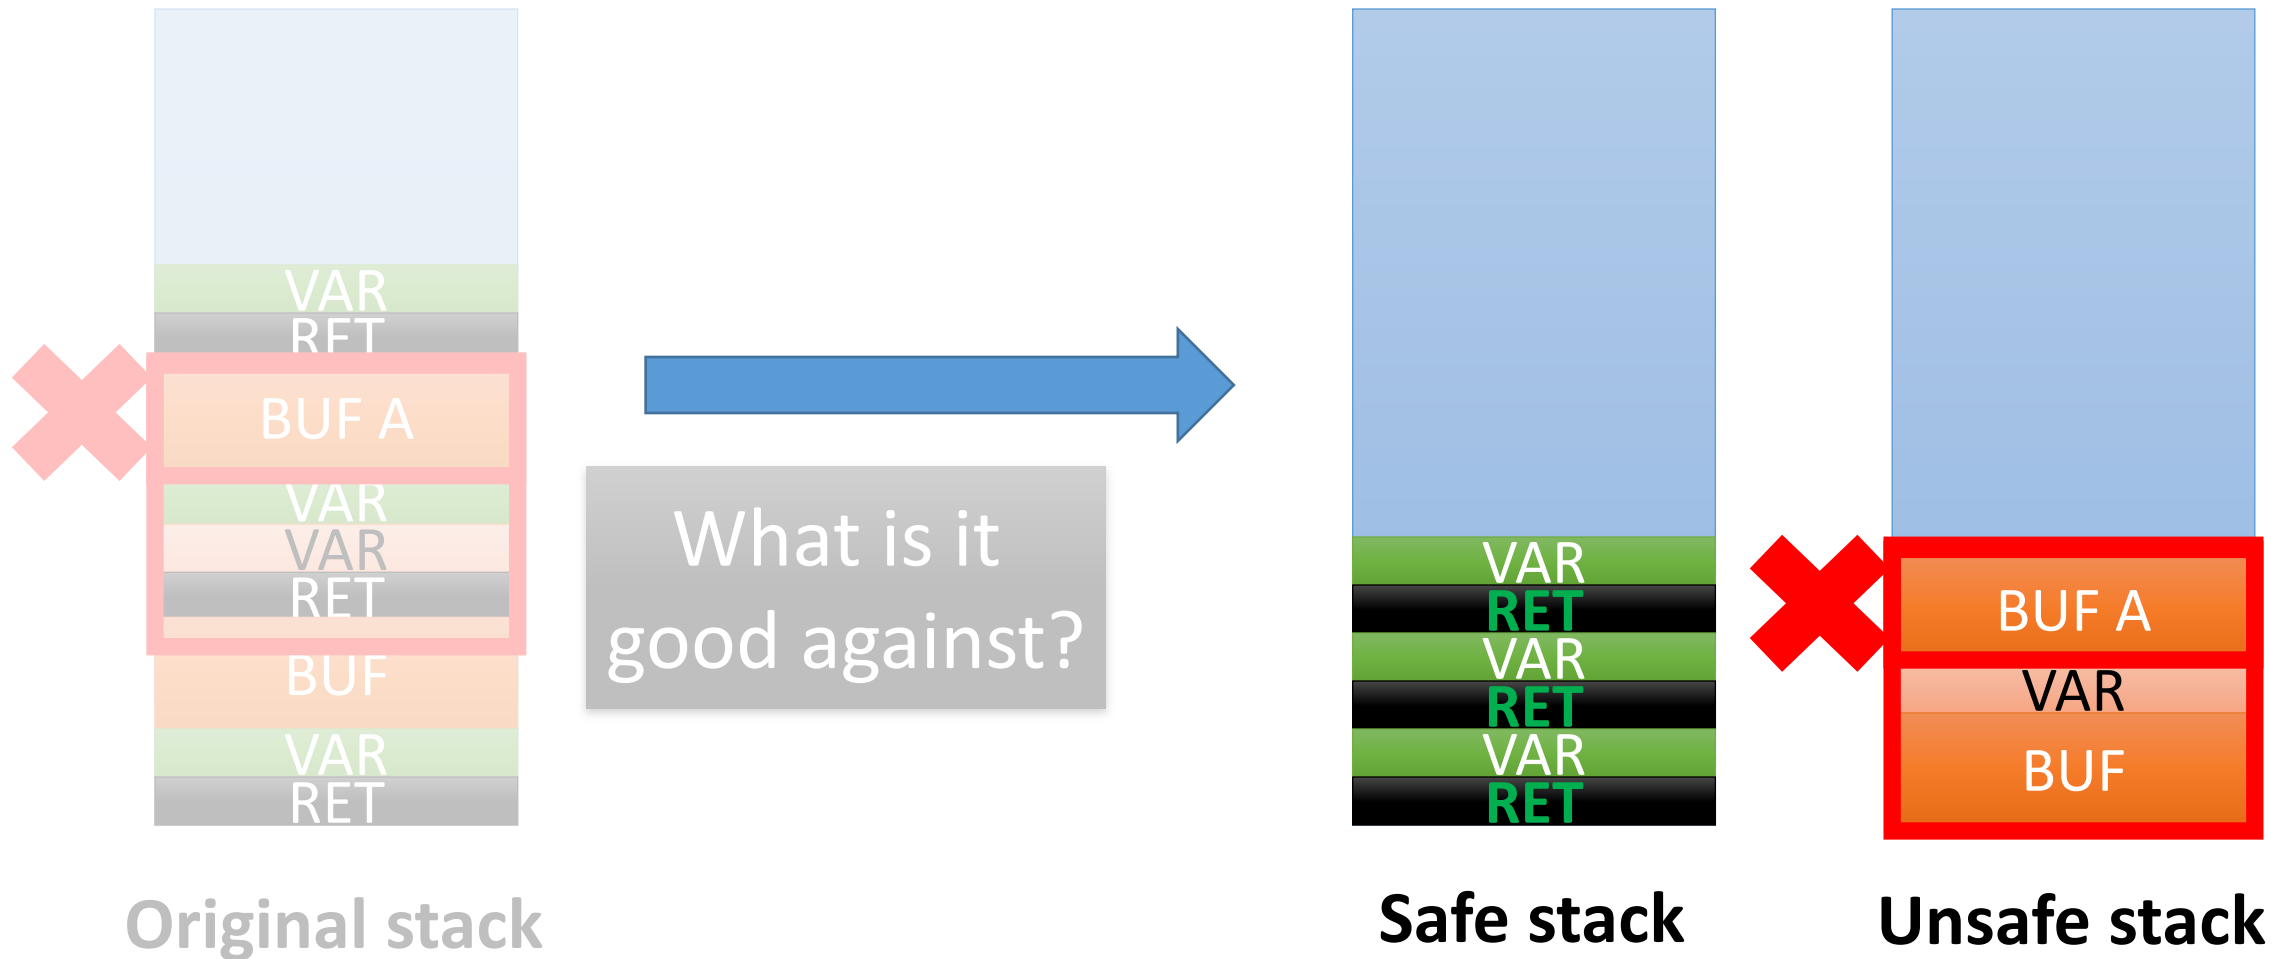 VAR
RET
BUF A
VAR
VAR
RET
BUF
VAR
RET
Original stack
What is it
good against?
VAR
RET
VAR
RET
VAR
RET
Safe stack
BUF A
VAR
BUF
Unsafe stack